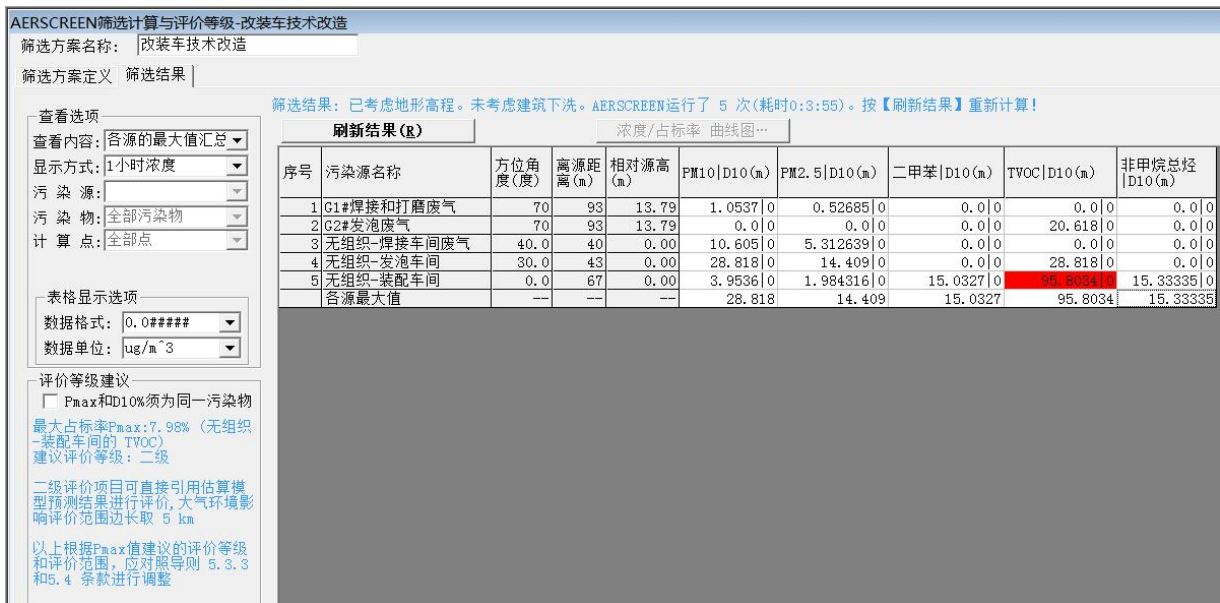 AERSCREEN筛选计算与评价等级-改装车技术改造
筛选方案名称: 改装车技术改造
筛选方案定义 筛选结果
筛选结果: 已考虑地形高程。未考虑建筑下洗。AERSCREEN运行了 5 次(耗时0:3:55)。按【刷新结果】重新计算!
查看选项
查看内容: 各源的最大值汇总
显示方式: 1小时浓度
污 染 源:
污 染 物: 全部污染物
计 算 点: 全部点
表格显示选项
数据格式: 0.0#####
数据单位: ug/m^3
评价等级建议
Pmax和D10%须为同一污染物
最大占标率Pmax:7.98% (无组织
-装配车间的 TVOC)
建议评价等级: 二级
二级评价项目可直接引用估算模
型预测结果进行评价,大气环境影
响评价范围边长取 5 km
以上根据Pmax值建议的评价等级
和评价范围, 应对照导则 5.3.3
和5.4 条款进行调整
刷新结果(R) 浓度/占标率 曲线图…
序号 污染源名称 方位角度(度) 离源距离(m) 相对源高(m) PM10|D10(m) PM2.5|D10(m) 二甲苯|D10(m) TVOC|D10(m) 非甲烷总烃|D10(m)
1 G1#焊接和打磨废气 70 93 13.79 1.0537|0 0.52685|0 0.0|0 0.0|0 0.0|0
2 G2#发泡废气 70 93 13.79 0.0|0 0.0|0 0.0|0 20.618|0 0.0|0
3 无组织-焊接车间废气 40.0 40 0.00 10.605|0 5.312639|0 0.0|0 0.0|0 0.0|0
4 无组织-发泡车间 30.0 43 0.00 28.818|0 14.409|0 0.0|0 28.818|0 0.0|0
5 无组织-装配车间 0.0 67 0.00 3.9536|0 1.984316|0 15.0327|0 95.8034|0 15.33335|0
各源最大值 -- -- -- 28.818 14.409 15.0327 95.8034 15.33335